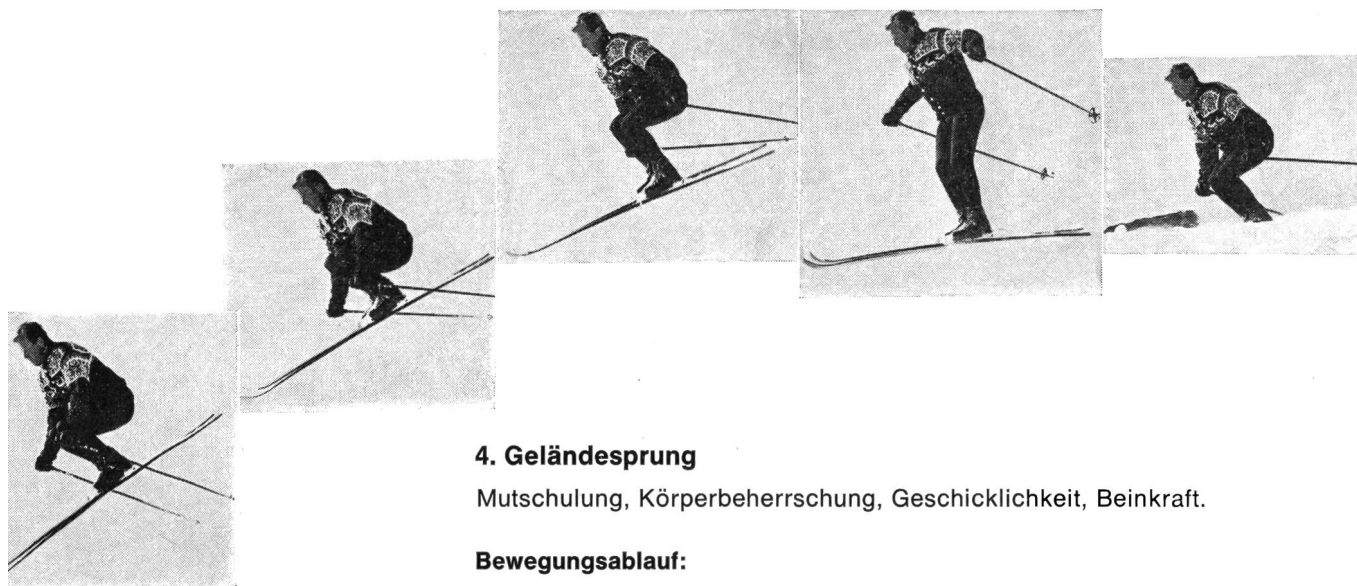 4. Geländesprung
Mutschulung, Körperbeherrschung, Geschicklichkeit, Beinkraft.
Bewegungsablauf: